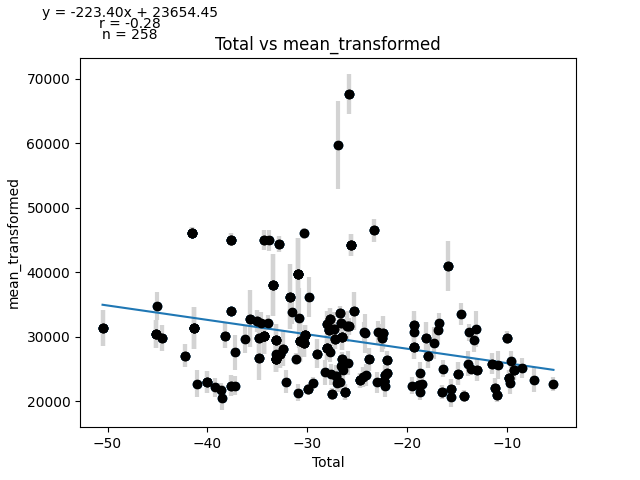 y = -223.40x + 23654.45
r = -0.28
n = 258
Total vs mean_transformed
mean_transformed
70000
60000
50000
40000
30000
20000
−50
−40
−30
−20
−10
Total